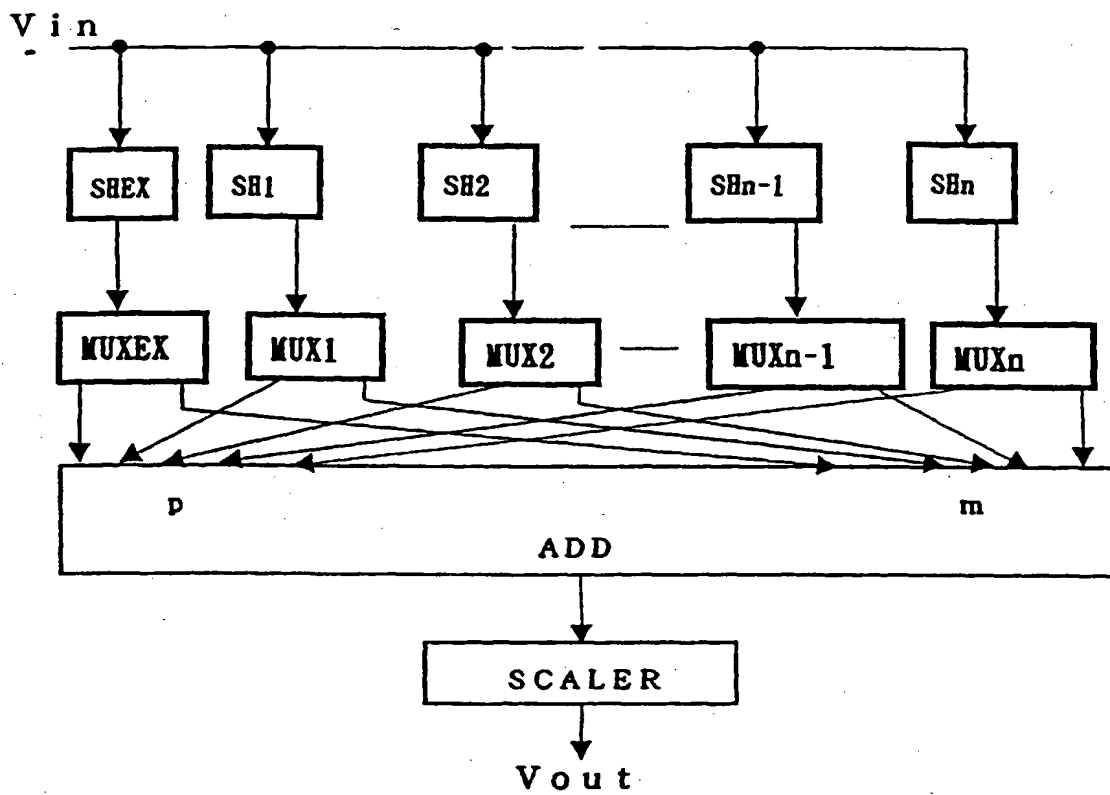 Vin
SHEX SH1 SH2 SHn-1 SHn
MUXEX MUX1 MUX2 MUXn-1 MUXn
p m
ADD
SCALER
Vout